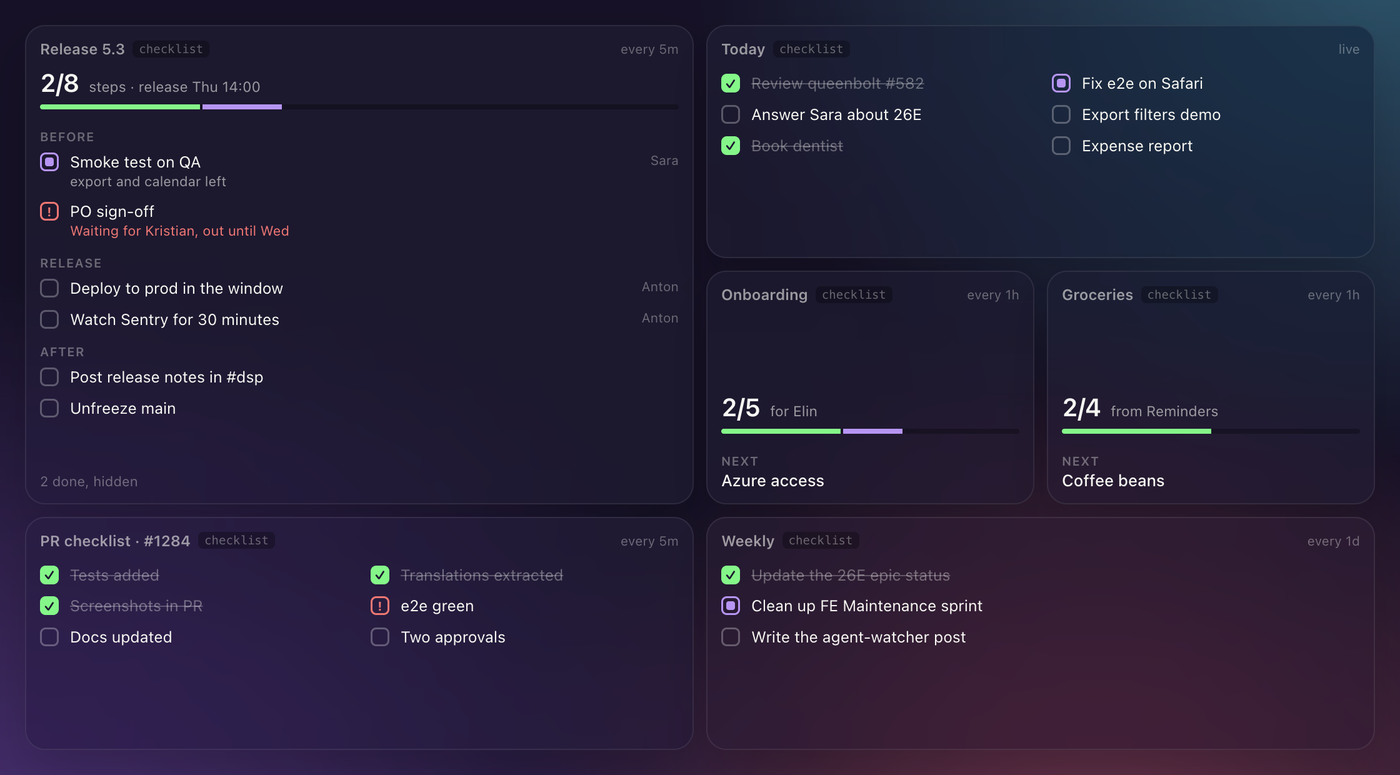 Release 5.3 checklist every 5m
2/8 steps · release Thu 14:00
BEFORE
Smoke test on QA Sara
export and calendar left
! PO sign-off
Waiting for Kristian, out until Wed
RELEASE
Deploy to prod in the window Anton
Watch Sentry for 30 minutes Anton
AFTER
Post release notes in #dsp
Unfreeze main
2 done, hidden
Today checklist live
Review queenbolt #582
Answer Sara about 26E
Book dentist
Fix e2e on Safari
Export filters demo
Expense report
Onboarding checklist every 1h
2/5 for Elin
NEXT
Azure access
Groceries checklist every 1h
2/4 from Reminders
NEXT
Coffee beans
PR checklist · #1284 checklist every 5m
Tests added
Screenshots in PR
Docs updated
Translations extracted
! e2e green
Two approvals
Weekly checklist every 1d
Update the 26E epic status
Clean up FE Maintenance sprint
Write the agent-watcher post